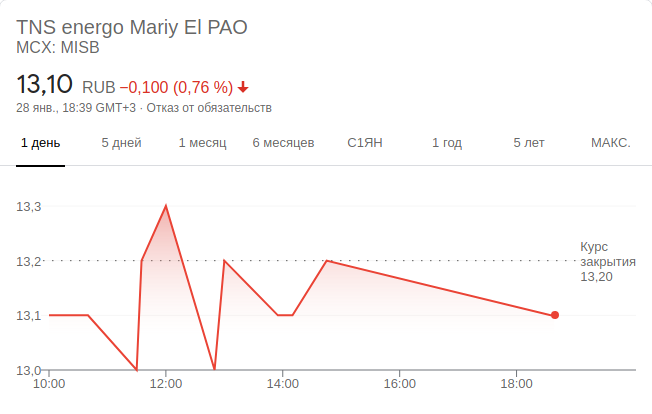 TNS energo Mariy El PAO
MCX: MISB
13,10 RUB −0,100 (0,76 %)
28 янв., 18:39 GMT+3 · Отказ от обязательств
1 день 5 дней 1 месяц 6 месяцев С1ЯН 1 год 5 лет МАКС.
13,3
Курс
13,2 закрытия
13,20
13,1
13,0
10:00 12:00 14:00 16:00 18:00